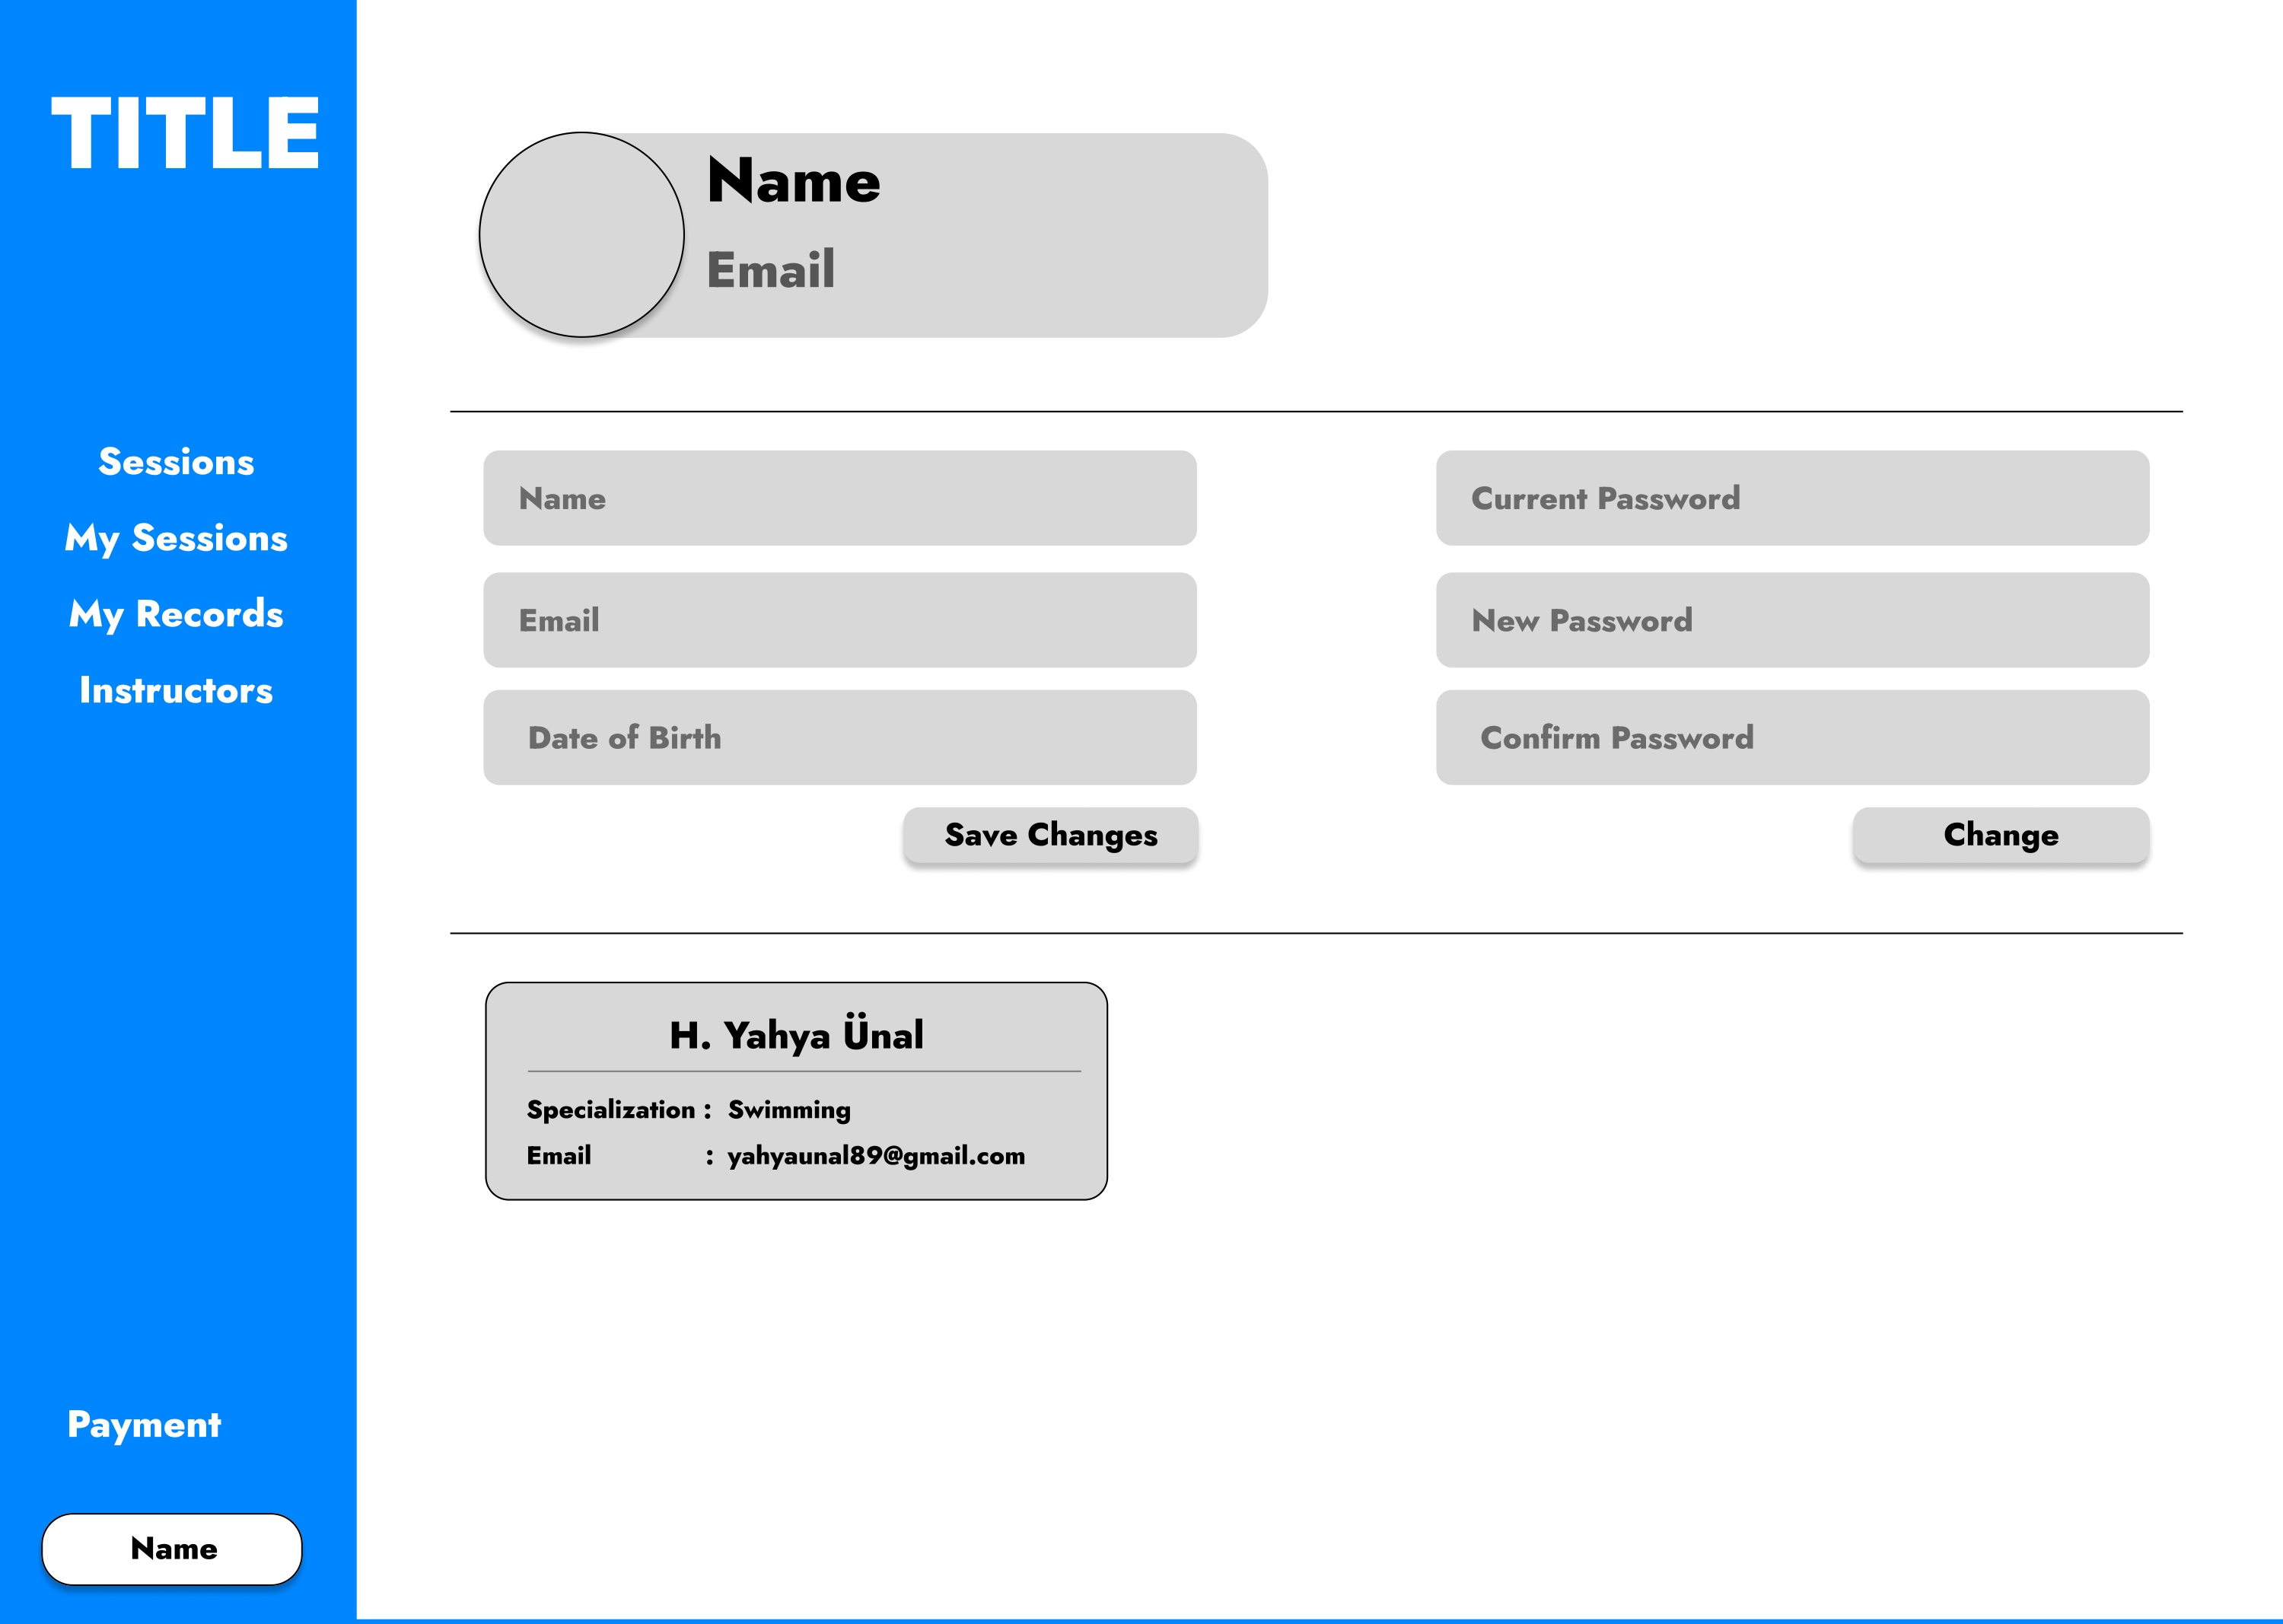 TITLE
Sessions
My Sessions
My Records
Instructors
Payment
Name
Name
Email
Name
Email
Date of Birth
Save Changes
Current Password
New Password
Confirm Password
Change
H. Yahya Ünal
Specialization : Swimming
Email : yahyaunal89@gmail.com